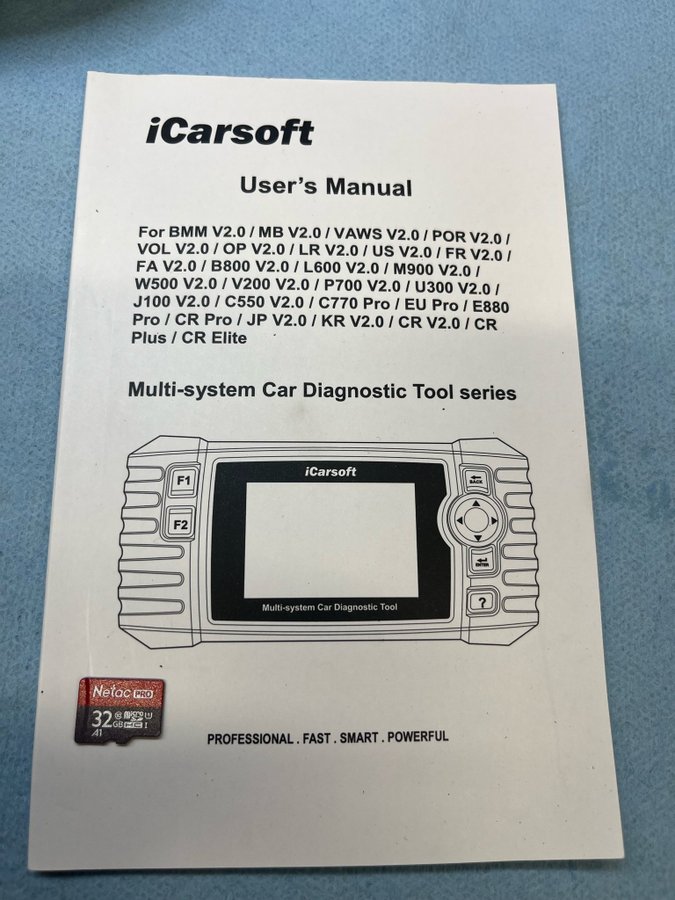 iCarsoft
User's Manual
For BMM V2.0 / MB V2.0 / VAWS V2.0 / POR V2.0 /
VOL V2.0 / OP V2.0 / LR V2.0 / US V2.0 / FR V2.0 /
FA V2.0 / B800 V2.0 / L600 V2.0 / M900 V2.0 /
W500 V2.0 / V200 V2.0 / P700 V2.0 / U300 V2.0 /
J100 V2.0 / C550 V2.0 / C770 Pro / EU Pro / E880
Pro / CR Pro / JP V2.0 / KR V2.0 / CR V2.0 / CR
Plus / CR Elite
Multi-system Car Diagnostic Tool series
iCarsoft
F1
BACK
F2
ENTER
?
Multi-system Car Diagnostic Tool
Netac PRO
32 GB
A1
PROFESSIONAL . FAST . SMART . POWERFUL